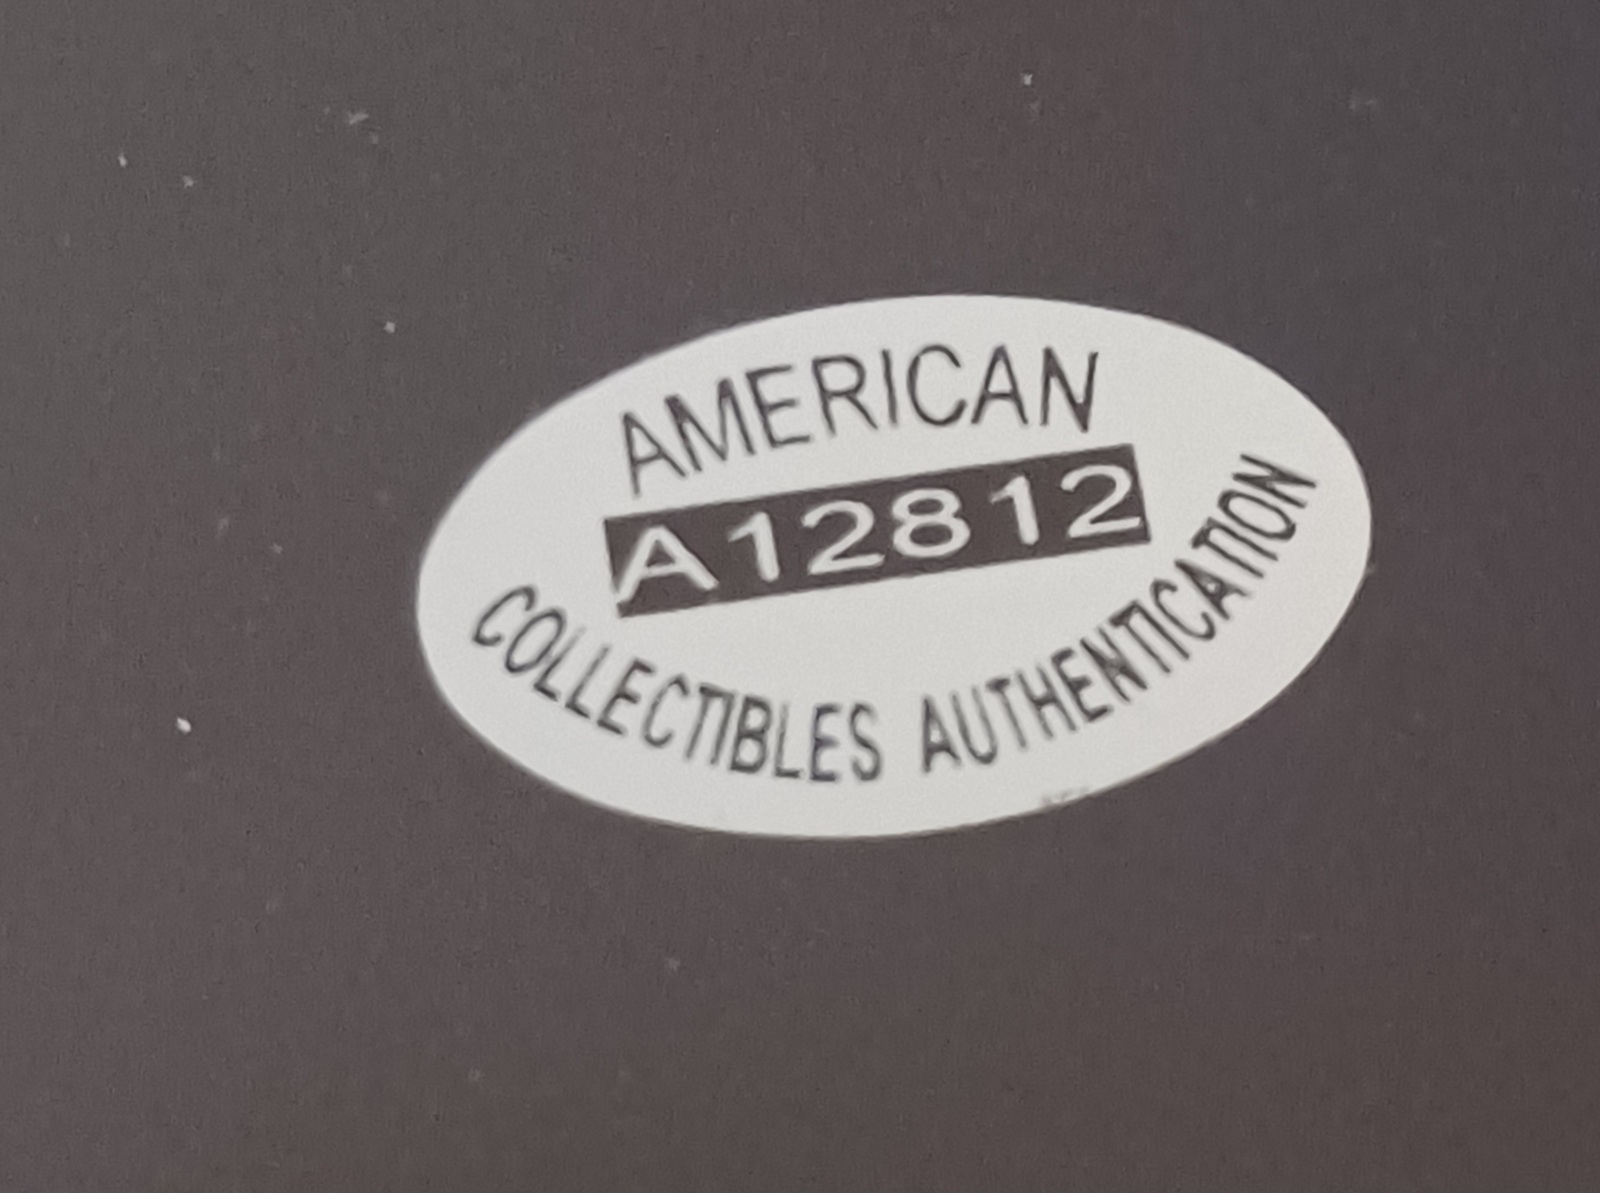 AMERICAN
A12812
COLLECTIBLES AUTHENTICATION